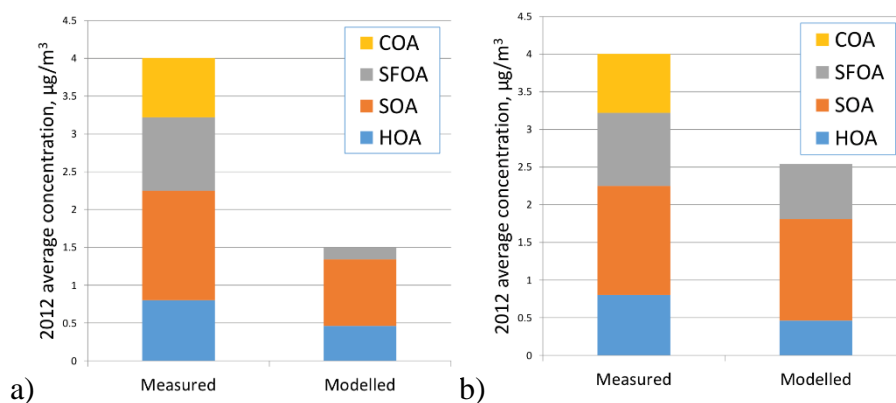 2012 average concentration, µg/m³
4.5
4
3.5
3
2.5
2
1.5
1
0.5
0
COA
SFOA
SOA
HOA
Measured
Modelled
a)
2012 average concentration, µg/m³
4.5
4
3.5
3
2.5
2
1.5
1
0.5
0
COA
SFOA
SOA
HOA
Measured
Modelled
b)